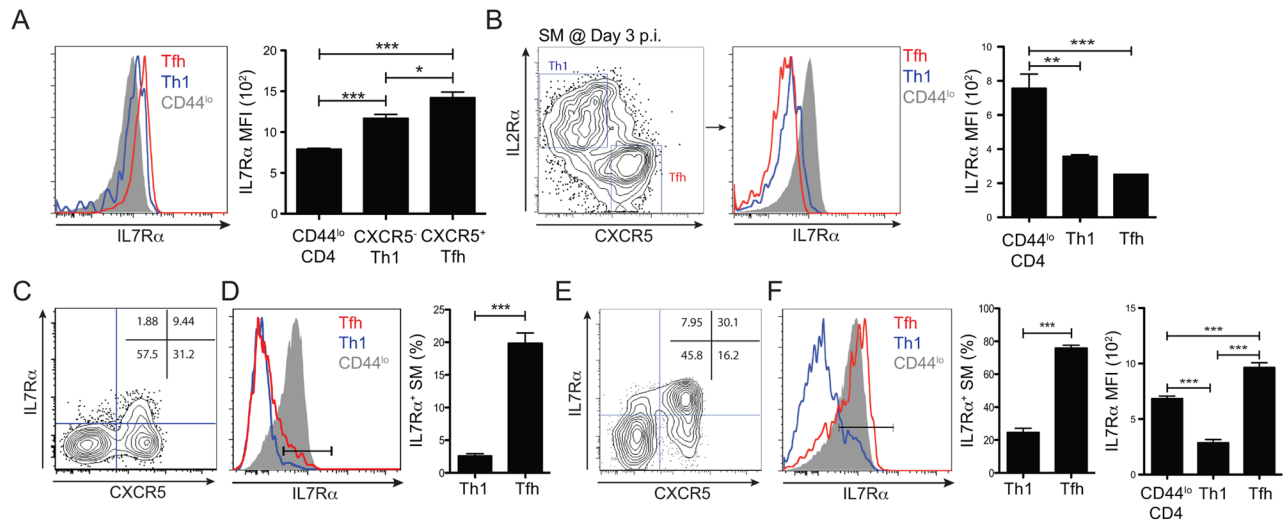 A
Tfh
Th1
CD44lo
IL7Rα
IL7Rα MFI (10²)
20
15
10
5
0
***
*
***
CD44lo CXCR5- CXCR5+
CD4 Th1 Tfh
B
SM @ Day 3 p.i.
Th1
Tfh
IL2Rα
CXCR5
Tfh
Th1
CD44lo
IL7Rα
IL7Rα MFI (10²)
10
8
6
4
2
0
***
**
CD44lo Th1 Tfh
CD4
C
IL7Rα
1.88 9.44
57.5 31.2
CXCR5
D
Tfh
Th1
CD44lo
IL7Rα
IL7Rα+ SM (%)
25
20
15
10
5
0
***
Th1 Tfh
E
IL7Rα
7.95 30.1
45.8 16.2
CXCR5
F
Tfh
Th1
CD44lo
IL7Rα
IL7Rα+ SM (%)
100
80
60
40
20
0
***
Th1 Tfh
IL7Rα MFI (10²)
15
10
5
0
***
***
***
CD44lo Th1 Tfh
CD4